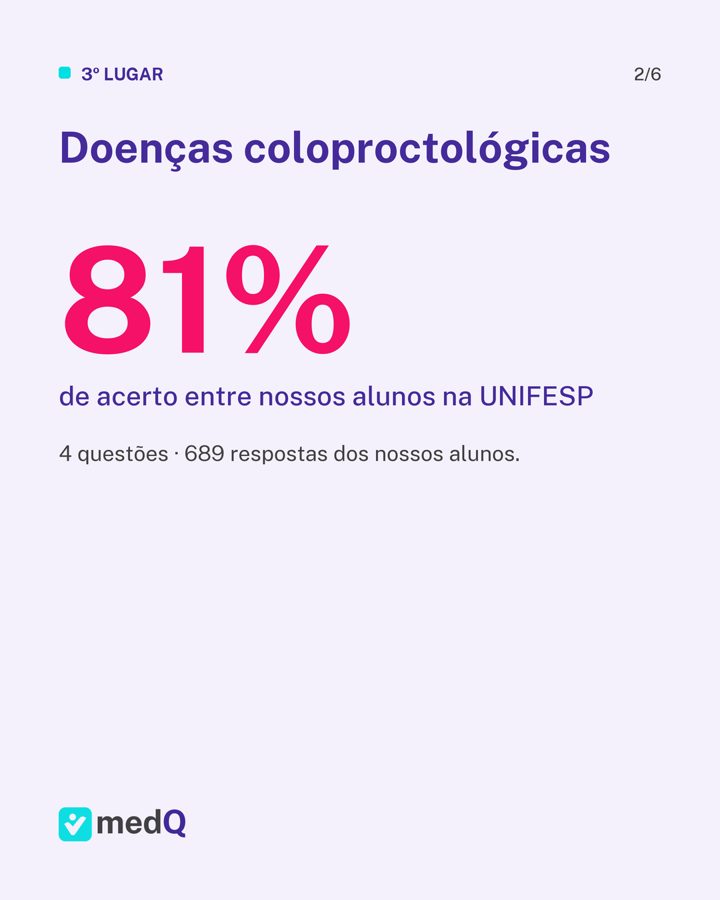 3º LUGAR
2/6
Doenças coloproctológicas
81%
de acerto entre nossos alunos na UNIFESP
4 questões · 689 respostas dos nossos alunos.
medQ